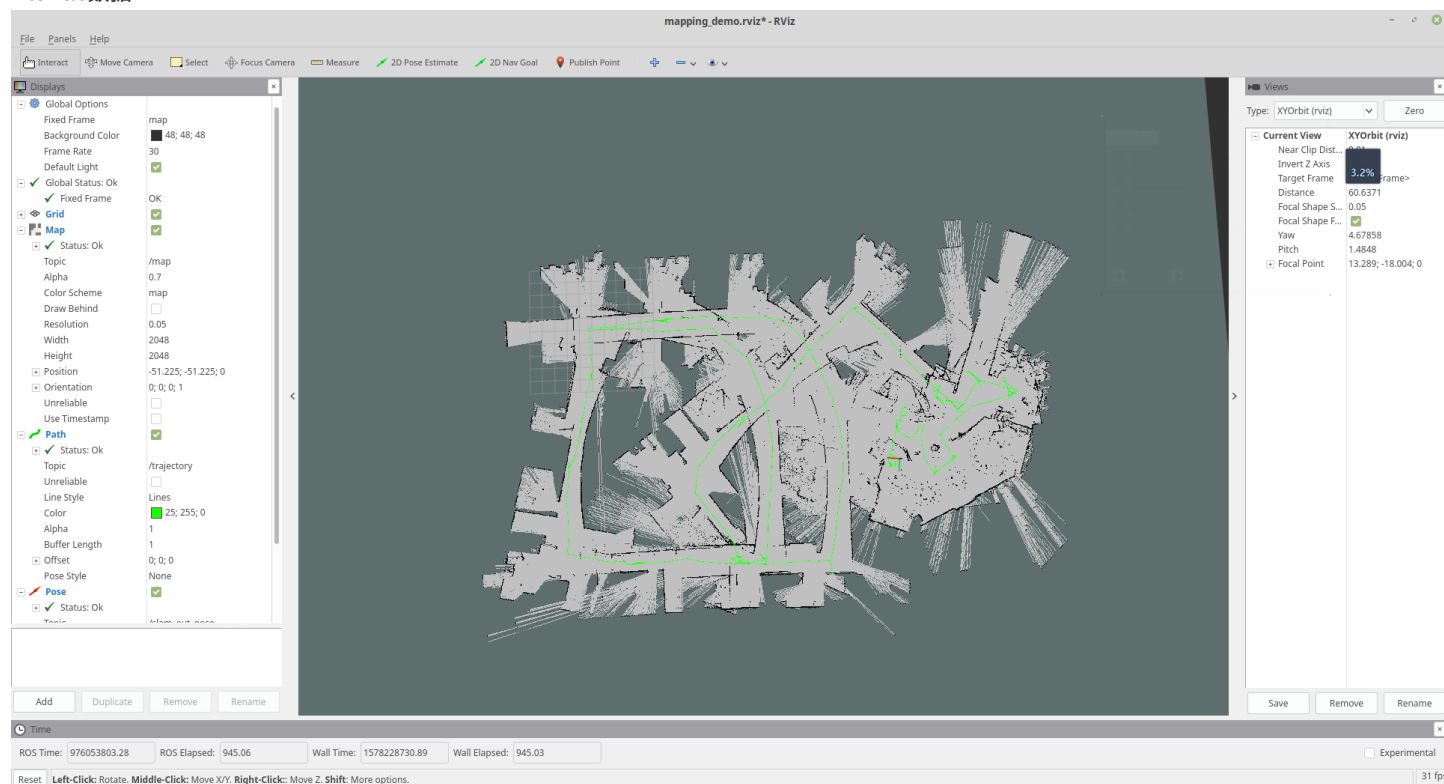 mapping_demo.rviz* - RViz
File Panels Help
Interact Move Camera Select Focus Camera Measure 2D Pose Estimate 2D Nav Goal Publish Point
Displays
Global Options
Fixed Frame map
Background Color 48; 48; 48
Frame Rate 30
Default Light
Global Status: Ok
Fixed Frame OK
Grid
Map
Status: Ok
Topic /map
Alpha 0.7
Color Scheme map
Draw Behind
Resolution 0.05
Width 2048
Height 2048
Position -51.225; -51.225; 0
Orientation 0; 0; 0; 1
Unreliable
Use Timestamp
Path
Status: Ok
Topic /trajectory
Unreliable
Line Style Lines
Color 25; 255; 0
Alpha 1
Buffer Length 1
Offset 0; 0; 0
Pose Style None
Pose
Status: Ok
Add Duplicate Remove Rename
Views
Type: XYOrbit (rviz) Zero
Current View XYOrbit (rviz)
Near Clip Dist...
Invert Z Axis
3.2%
Target Frame Frame>
Distance 60.6371
Focal Shape S... 0.05
Focal Shape F...
Yaw 4.67858
Pitch 1.4848
Focal Point 13.289; -18.004; 0
Save Remove Rename
Time
ROS Time: 976053803.28 ROS Elapsed: 945.06 Wall Time: 1578228730.89 Wall Elapsed: 945.03 Experimental
Reset Left-Click: Rotate. Middle-Click: Move X/Y. Right-Click:: Move Z. Shift: More options. 31 fps